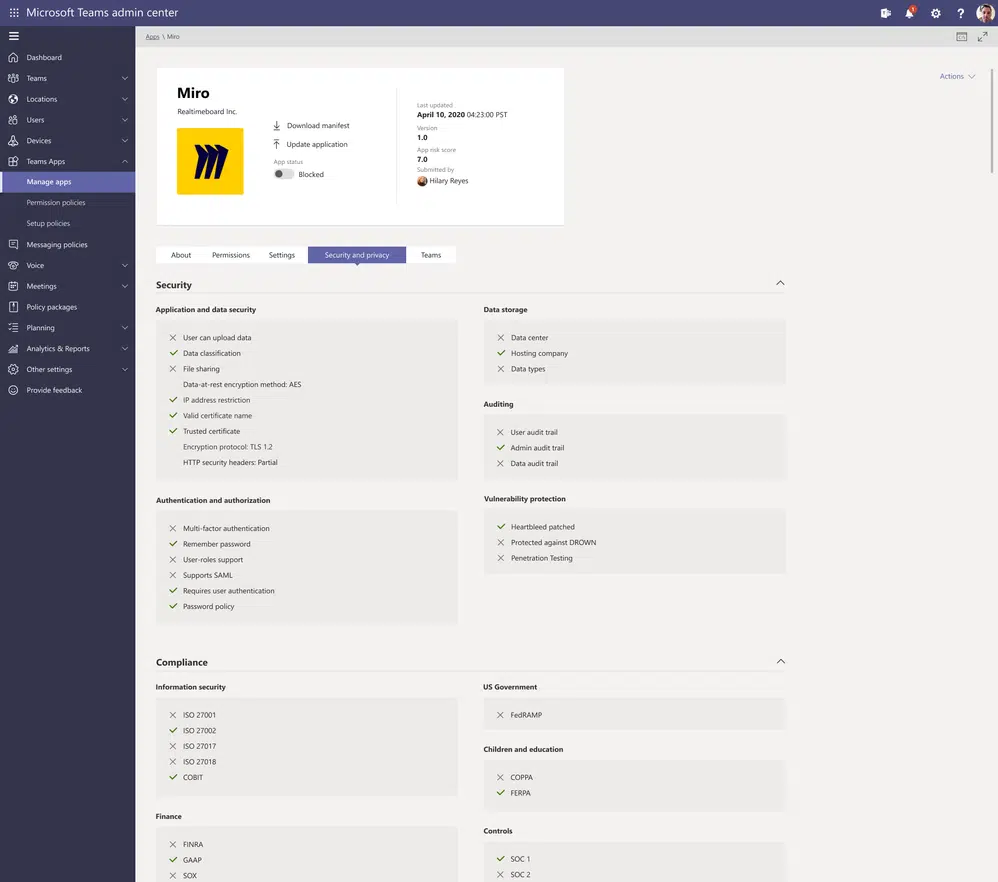 Microsoft Teams admin center
1
?
Dashboard
Teams
Locations
Users
Devices
Teams Apps
Manage apps
Permission policies
Setup policies
Messaging policies
Voice
Meetings
Policy packages
Planning
Analytics & Reports
Other settings
Provide feedback
Apps \ Miro
Actions
Miro
Realtimeboard Inc.
Download manifest
Update application
App status
Blocked
Last updated
April 10, 2020 04:23:00 PST
Version
1.0
App risk score
7.0
Submitted by
Hilary Reyes
About
Permissions
Settings
Security and privacy
Teams
Security
Application and data security
User can upload data
Data classification
File sharing
Data-at-rest encryption method: AES
IP address restriction
Valid certificate name
Trusted certificate
Encryption protocol: TLS 1.2
HTTP security headers: Partial
Authentication and authorization
Multi-factor authentication
Remember password
User-roles support
Supports SAML
Requires user authentication
Password policy
Data storage
Data center
Hosting company
Data types
Auditing
User audit trail
Admin audit trail
Data audit trail
Vulnerability protection
Heartbleed patched
Protected against DROWN
Penetration Testing
Compliance
Information security
ISO 27001
ISO 27002
ISO 27017
ISO 27018
COBIT
Finance
FINRA
GAAP
SOX
US Government
FedRAMP
Children and education
COPPA
FERPA
Controls
SOC 1
SOC 2